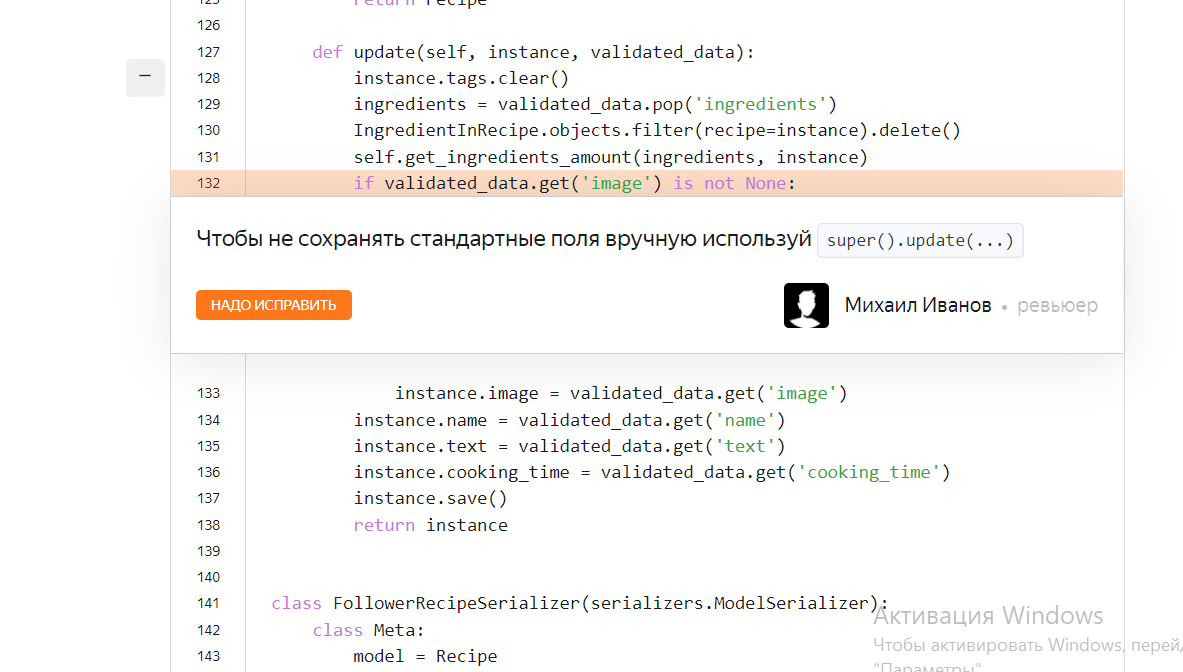 125 return recipe
126
127 def update(self, instance, validated_data):
128 instance.tags.clear()
129 ingredients = validated_data.pop('ingredients')
130 IngredientInRecipe.objects.filter(recipe=instance).delete()
131 self.get_ingredients_amount(ingredients, instance)
132 if validated_data.get('image') is not None:
Чтобы не сохранять стандартные поля вручную используй super().update(...)
НАДО ИСПРАВИТЬ Михаил Иванов • ревьюер
133 instance.image = validated_data.get('image')
134 instance.name = validated_data.get('name')
135 instance.text = validated_data.get('text')
136 instance.cooking_time = validated_data.get('cooking_time')
137 instance.save()
138 return instance
139
140
141 class FollowerRecipeSerializer(serializers.ModelSerializer):
142 class Meta:
143 model = Recipe
Активация Windows
Чтобы активировать Windows, перей
"Параметры"